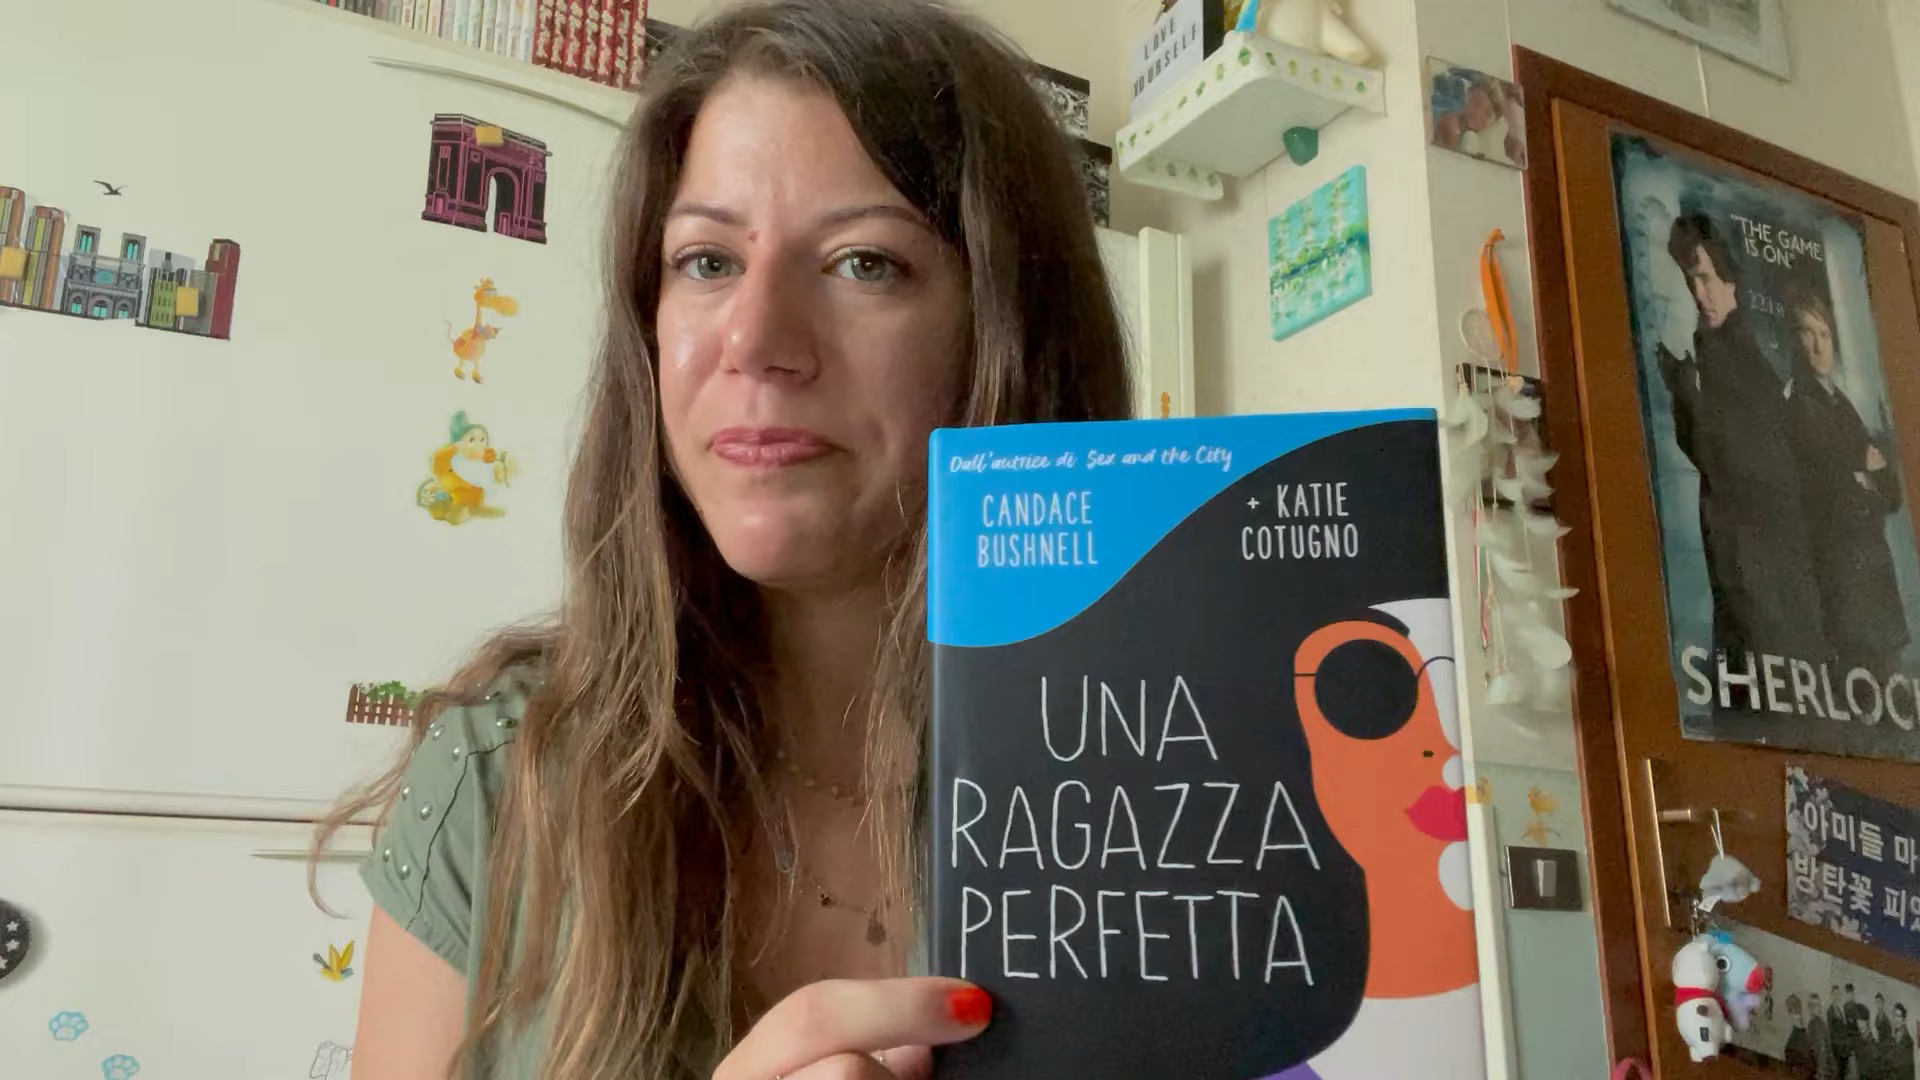 LOVE
YOURSELF
"THE GAME
IS ON."
221B
SHERLOCK
Dall'autrice di Sex and the City
CANDACE
BUSHNELL
+ KATIE
COTUGNO
UNA
RAGAZZA
PERFETTA
아미들 마
방탄꽃 피